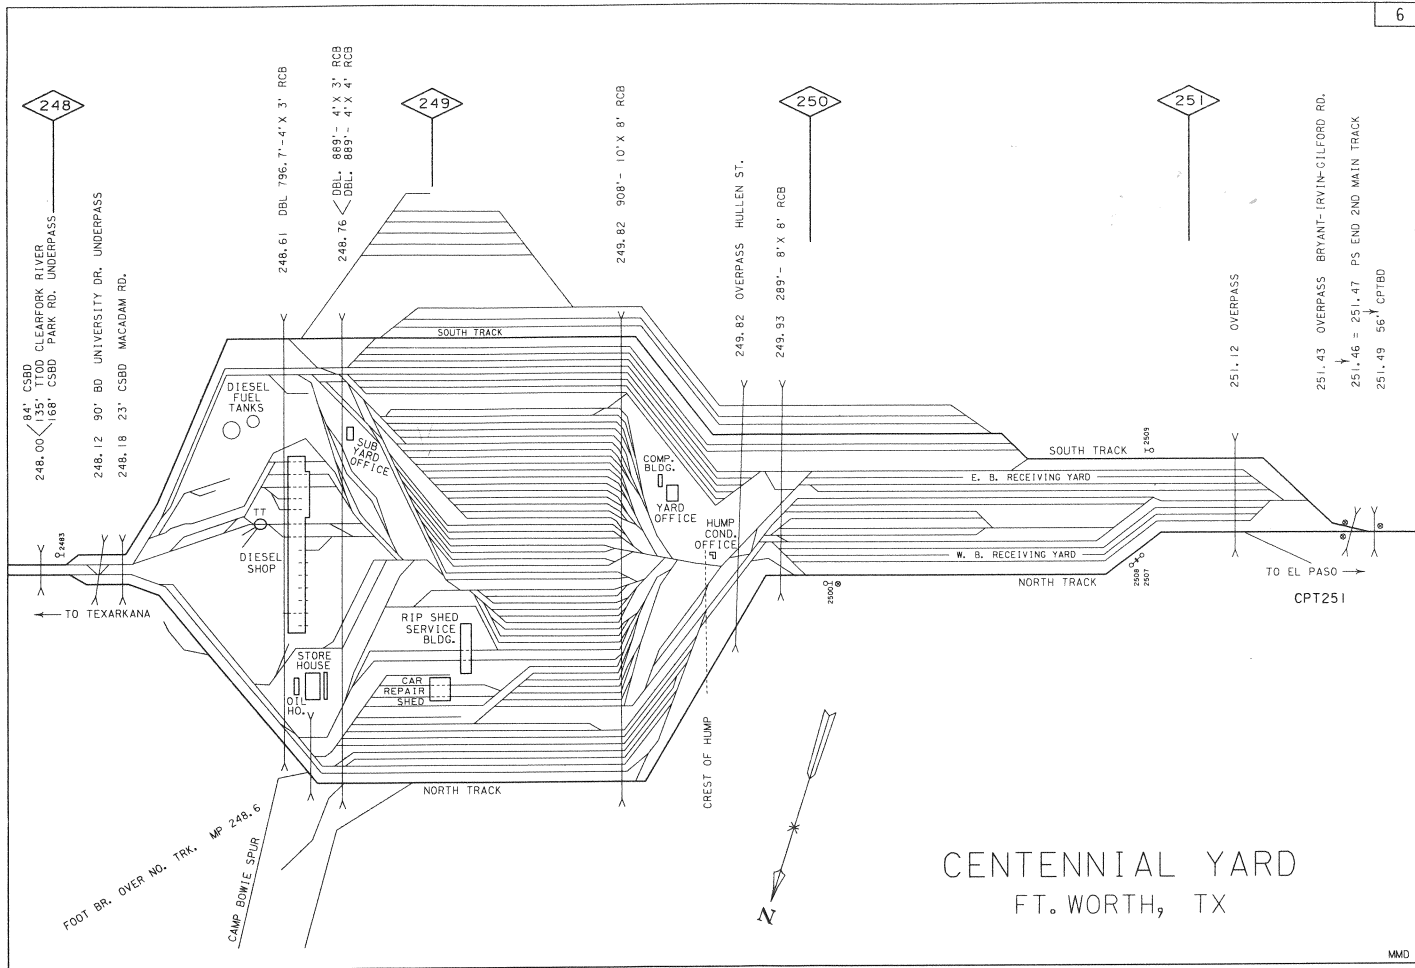 6
248
249
250
251
248.00
84' CSBD
135' TTOD CLEARFORK RIVER
168' CSBD PARK RD. UNDERPASS
248.12 90' BD UNIVERSITY DR. UNDERPASS
248.18 23' CSBD MACADAM RD.
248.61 DBL 796.7'-4'X 3' RCB
248.76
DBL. 889'- 4'X 3' RCB
DBL. 889'- 4'X 4' RCB
249.82 908'- 10'X 8' RCB
249.82 OVERPASS HULLEN ST.
249.93 289'- 8'X 8' RCB
251.12 OVERPASS
251.43 OVERPASS BRYANT-IRVIN-GILFORD RD.
251.46 = 251.47 PS END 2ND MAIN TRACK
251.49 56' CPTBD
SOUTH TRACK
DIESEL
FUEL
TANKS
SUB
YARD
OFFICE
COMP.
BLDG.
YARD
OFFICE
HUMP
COND.
OFFICE
SOUTH TRACK
2509
E. B. RECEIVING YARD
W. B. RECEIVING YARD
NORTH TRACK
2500
2508
2507
TO EL PASO
CPT251
2483
TT
DIESEL
SHOP
TO TEXARKANA
RIP SHED
SERVICE
BLDG.
STORE
HOUSE
OIL
HO.
CAR
REPAIR
SHED
NORTH TRACK
CREST OF HUMP
FOOT BR. OVER NO. TRK. MP 248.6
CAMP BOWIE SPUR
N
CENTENNIAL YARD
FT. WORTH, TX
MMD